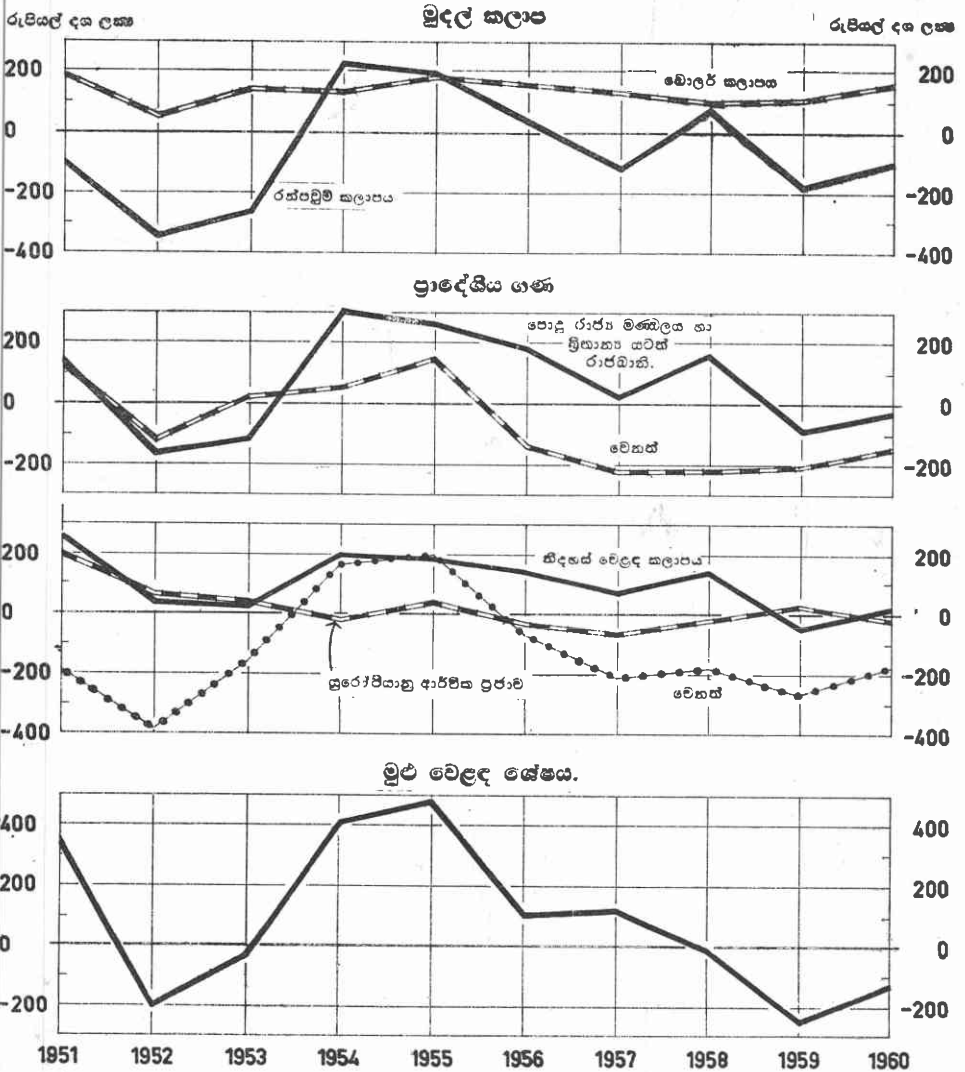 මුදල් කලාප
රුපියල් දශ ලක්ෂ
රුපියල් දශ ලක්ෂ
200
0
-200
-400
200
0
-200
-400
ඩොලර් කලාපය
රන්පවුම් කලාපය
ප්‍රාදේශීය ගණ
200
0
-200
200
0
-200
පොදු රාජ්‍ය මණ්ඩලය හා
බ්‍රිතාන්‍ය යටත්
රාජධානි.
වෙනත්
200
0
-200
-400
200
0
-200
-400
නිදහස් වෙළඳ කලාපය
යුරෝපියානු ආර්ථික ප්‍රජාව
වෙනත්
මුළු වෙළඳ ශේෂය.
400
200
0
-200
400
200
0
-200
1951 1952 1953 1954 1955 1956 1957 1958 1959 1960